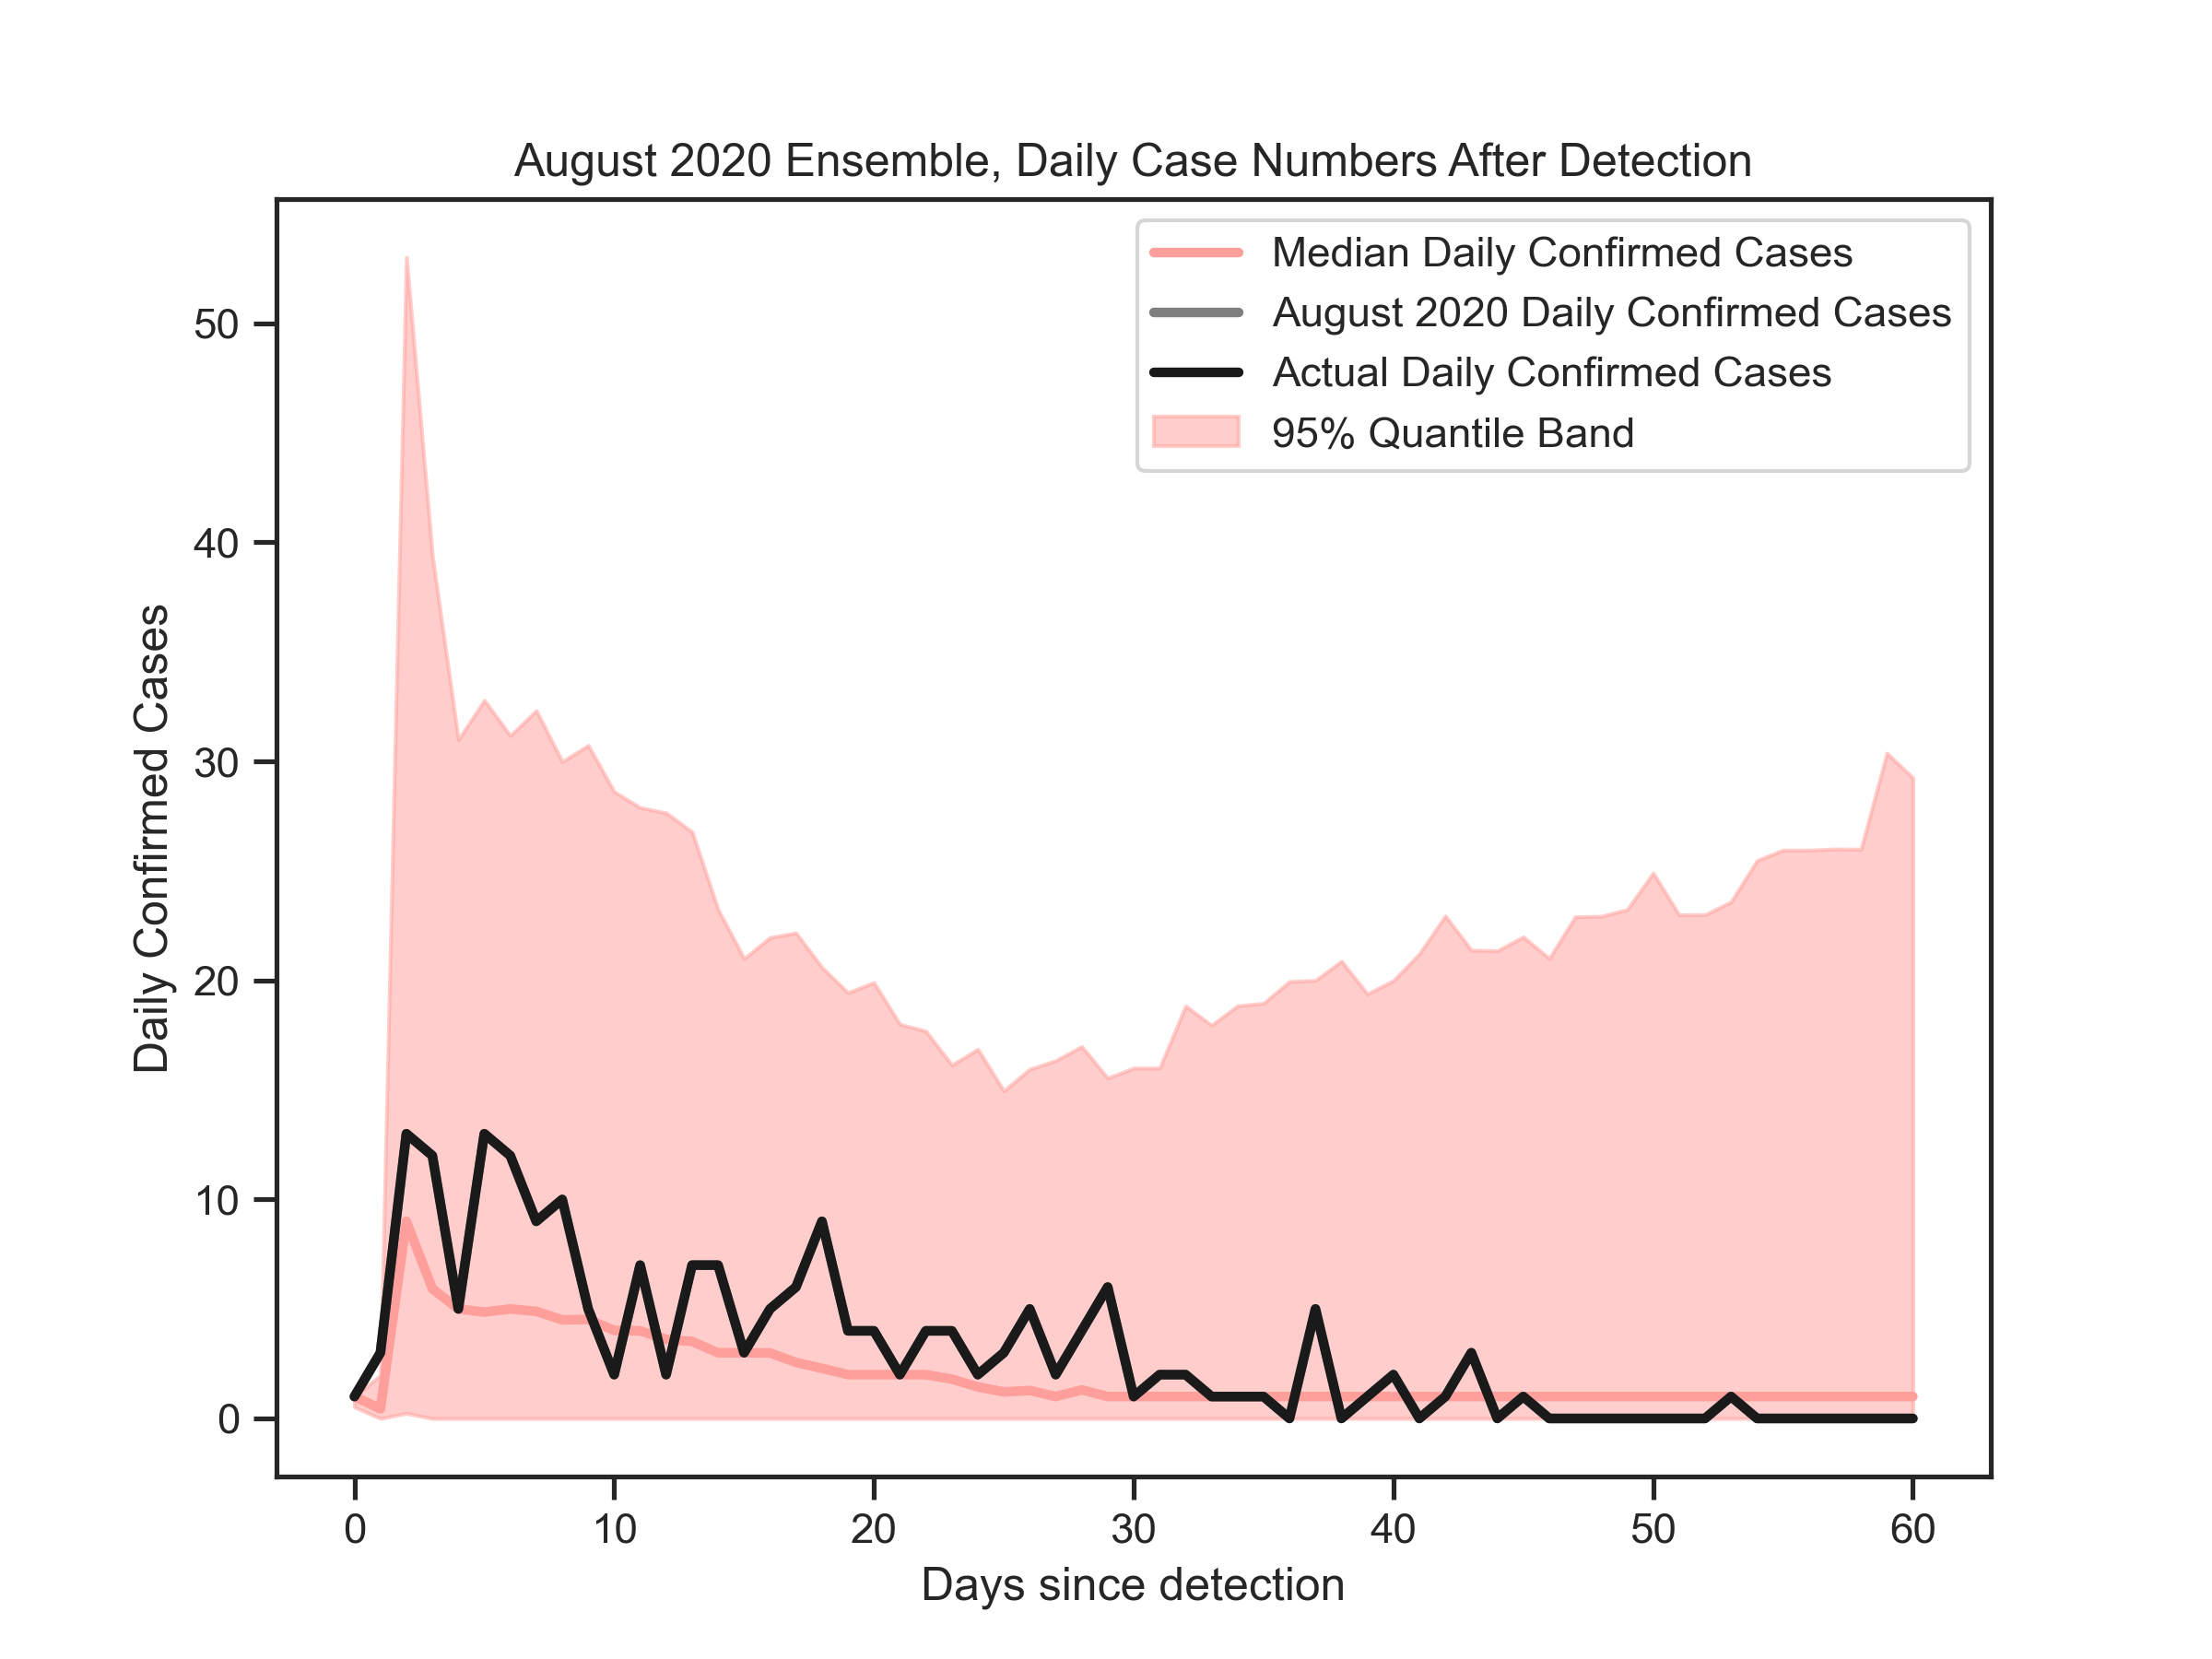 August 2020 Ensemble, Daily Case Numbers After Detection
Median Daily Confirmed Cases
August 2020 Daily Confirmed Cases
Actual Daily Confirmed Cases
95% Quantile Band
Daily Confirmed Cases
50
40
30
20
10
0
0 10 20 30 40 50 60
Days since detection